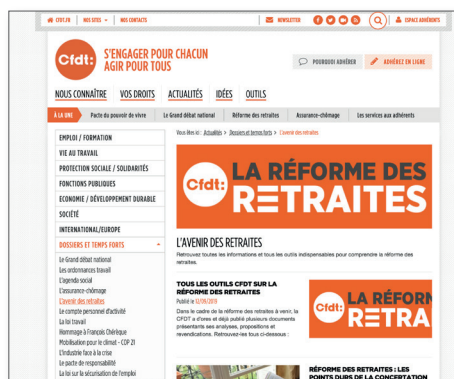 CFDT.FR | NOS SITES | NOS CONTACTS
NEWSLETTER
ESPACE ADHÉRENTS
Cfdt:
S'ENGAGER POUR CHACUN
AGIR POUR TOUS
POURQUOI ADHÉRER
ADHÉREZ EN LIGNE
NOUS CONNAÎTRE VOS DROITS ACTUALITÉS IDÉES OUTILS
À LA UNE Pacte du pouvoir de vivre Le Grand débat national Réforme des retraites Assurance-chômage Les services aux adhérents
EMPLOI / FORMATION
VIE AU TRAVAIL
PROTECTION SOCIALE / SOLIDARITÉS
FONCTIONS PUBLIQUES
ECONOMIE / DÉVELOPPEMENT DURABLE
SOCIÉTÉ
INTERNATIONAL/EUROPE
DOSSIERS ET TEMPS FORTS
Le Grand débat national
Les ordonnances travail
L'agenda social
L'assurance-chômage
L'avenir des retraites
Le compte personnel d'activité
La loi travail
Hommage à François Chérèque
Mobilisation pour le climat - COP 21
L'industrie face à la crise
Le pacte de responsabilité
La loi sur la sécurisation de l'emploi
Vous êtes ici : Actualités > Dossiers et temps forts > L'avenir des retraites
Cfdt:
LA RÉFORME DES
RETRAITES
L'AVENIR DES RETRAITES
Retrouvez toutes les informations et tous les outils indispensables pour comprendre la réforme des
retraites.
TOUS LES OUTILS CFDT SUR LA
RÉFORME DES RETRAITES
Publié le 12/09/2019
Dans le cadre de la réforme des retraites à venir, la
CFDT a d'ores et déjà publié plusieurs documents
présentants ses analyses, propositions et
revendications. Retrouvez-les tous ci-dessous :
Cfdt:
LA RÉFORM
RETRA
RÉFORME DES RETRAITES : LES
POINTS DURS DE LA CONCERTATION